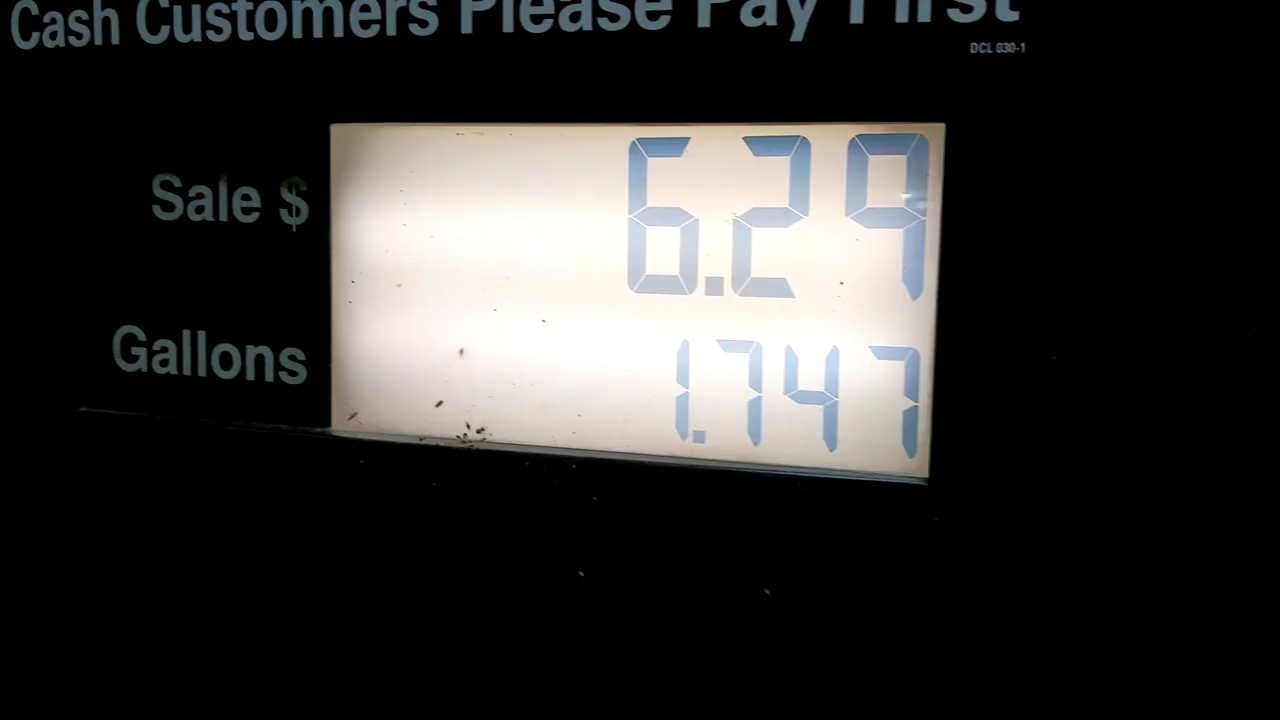 Cash Customers Please Pay First
DCL 030-1
Sale $ 6.29
Gallons 1.747